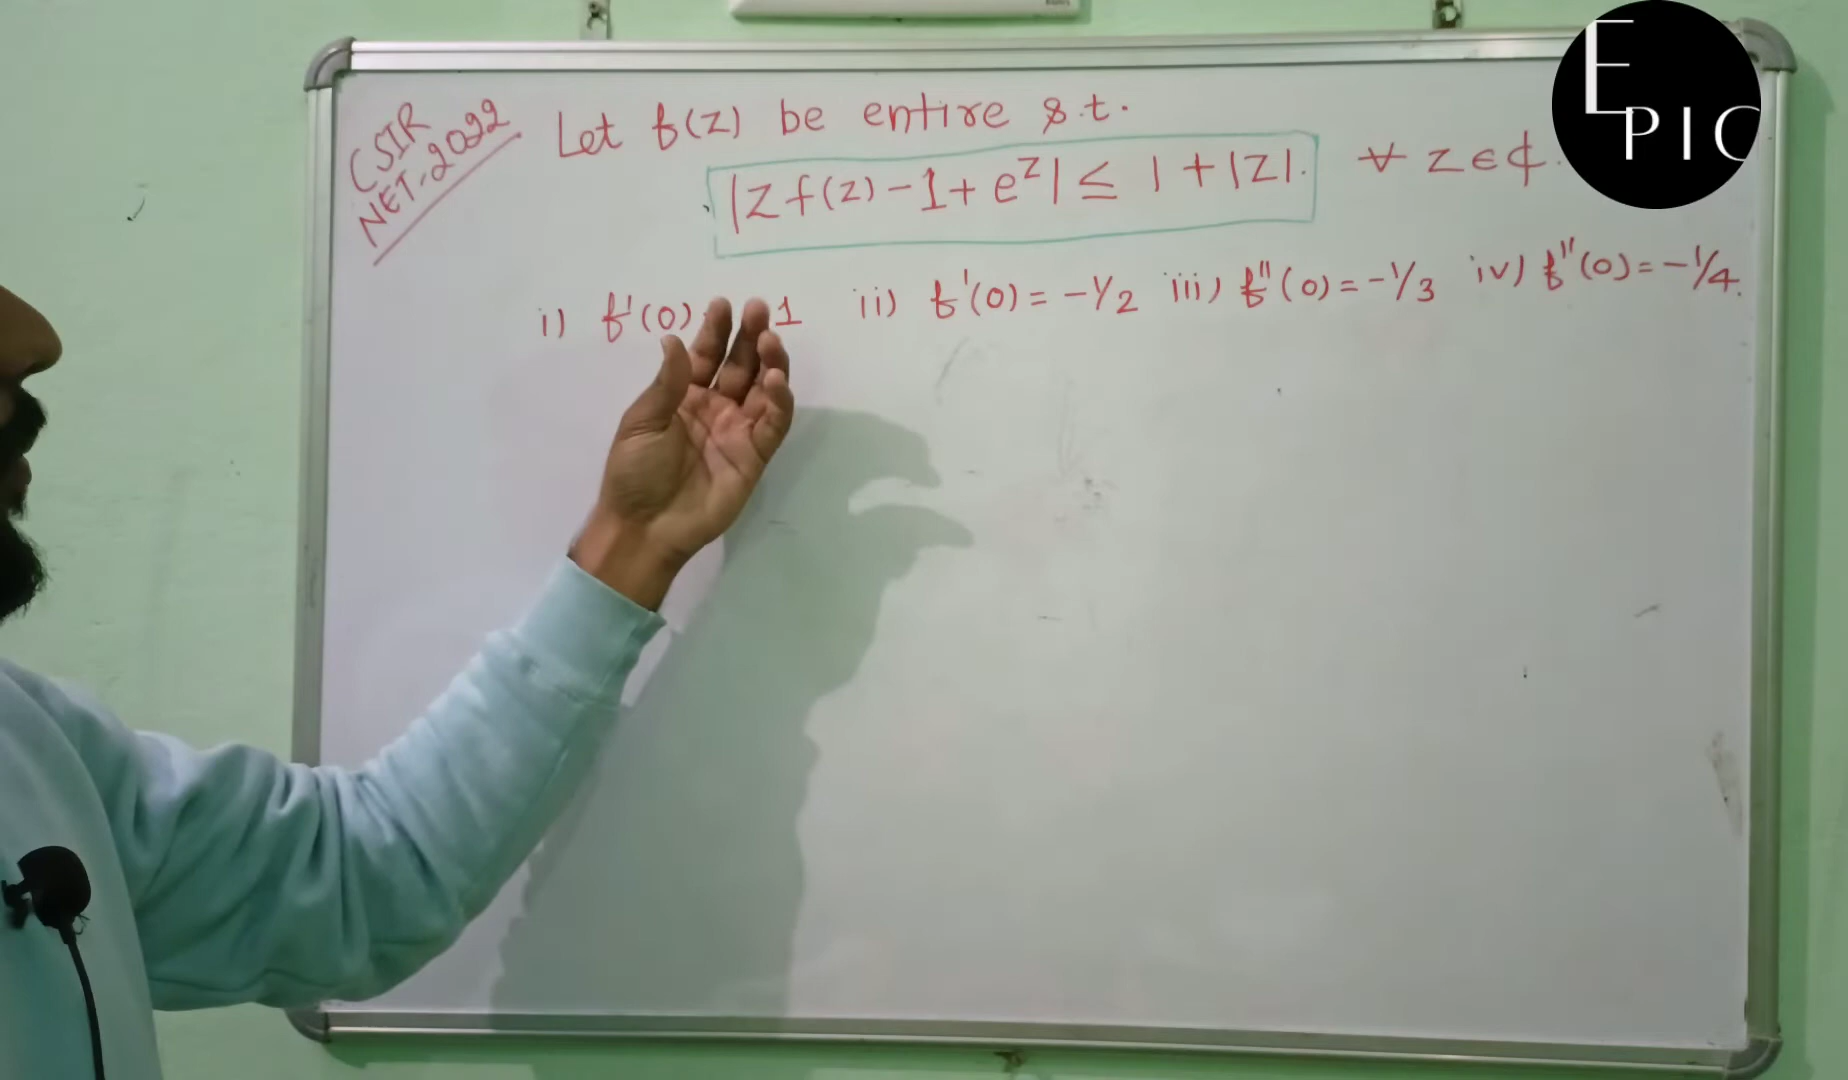 CSIR
NET-2022
Let f(z) be entire s.t.
|z f(z) - 1 + e^z| ≤ 1 + |z|. ∀ z ∈ ℂ.
i) f'(0) 1 ii) f'(0) = -1/2 iii) f''(0) = -1/3 iv) f''(0) = -1/4.
EPIC